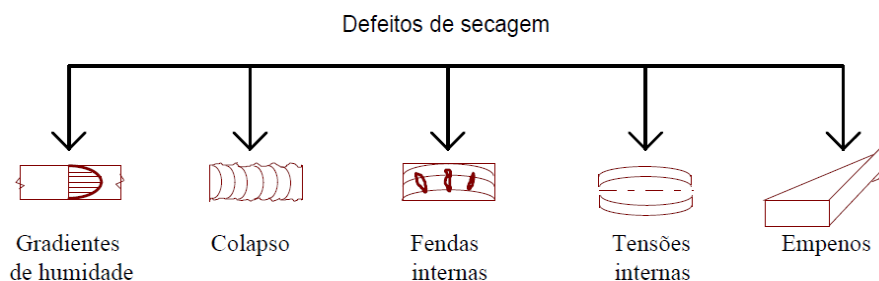 Defeitos de secagem
Gradientes
de humidade
Colapso
Fendas
internas
Tensões
internas
Empenos